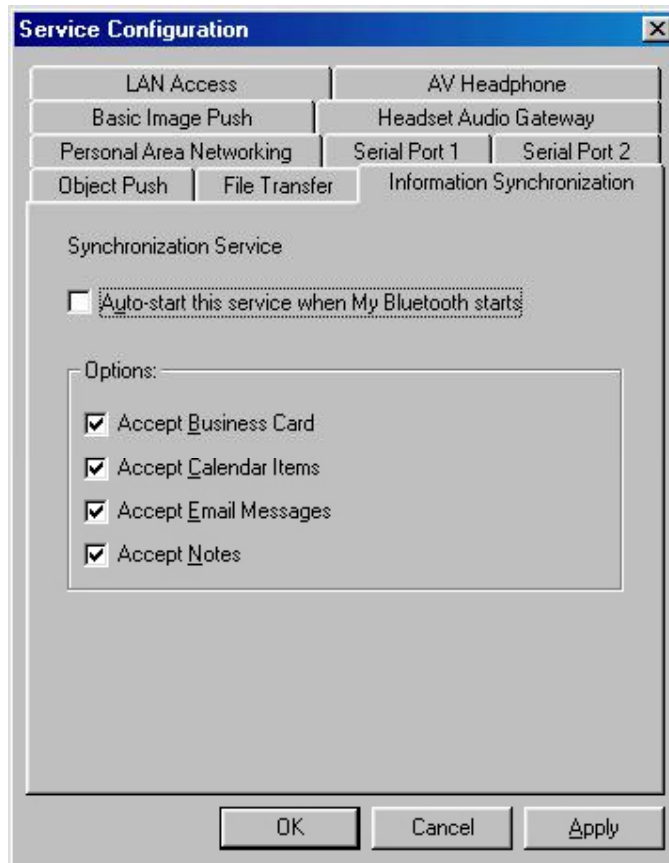 Service Configuration
LAN Access AV Headphone
Basic Image Push Headset Audio Gateway
Personal Area Networking Serial Port 1 Serial Port 2
Object Push File Transfer Information Synchronization
Synchronization Service
Auto-start this service when My Bluetooth starts
Options:
Accept Business Card
Accept Calendar Items
Accept Email Messages
Accept Notes
OK Cancel Apply